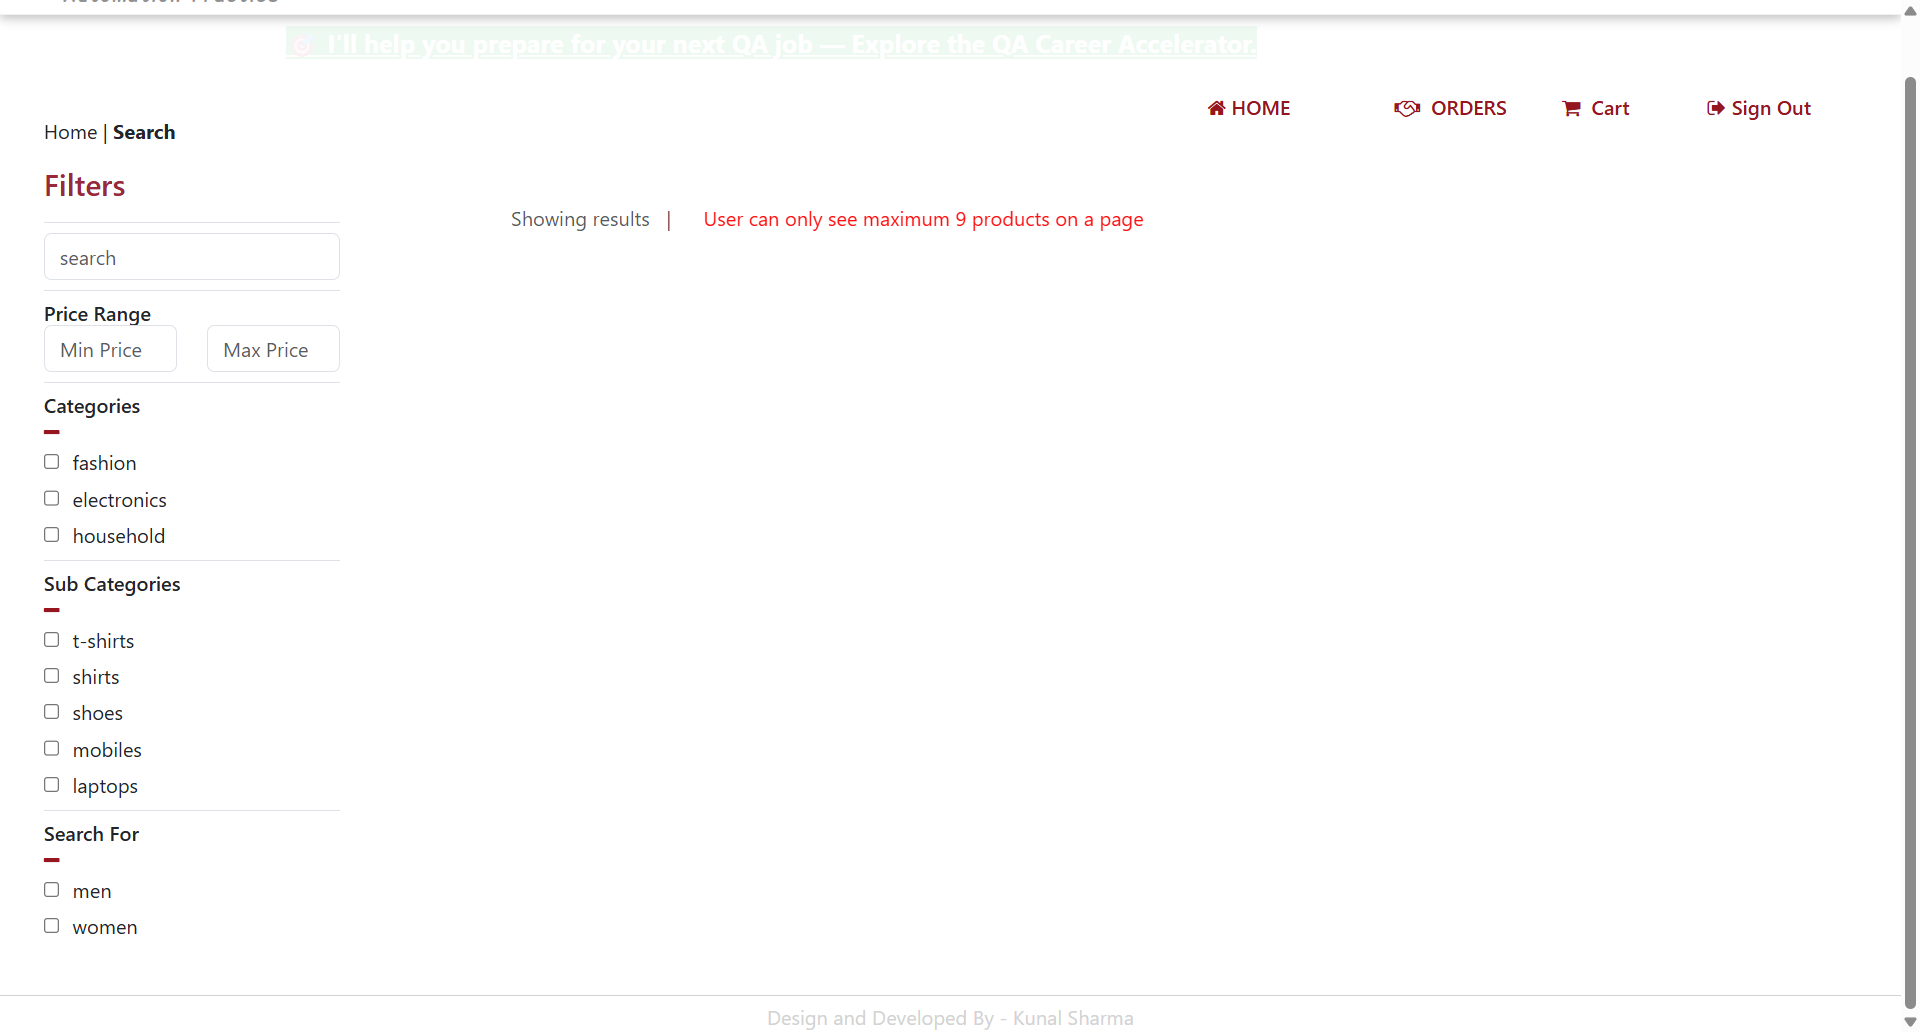 Automation Practice
I'll help you prepare for your next QA job — Explore the QA Career Accelerator.
HOME ORDERS Cart Sign Out
Home | Search
Filters
Showing results | User can only see maximum 9 products on a page
search
Price Range
Min Price Max Price
Categories
fashion
electronics
household
Sub Categories
t-shirts
shirts
shoes
mobiles
laptops
Search For
men
women
Design and Developed By - Kunal Sharma